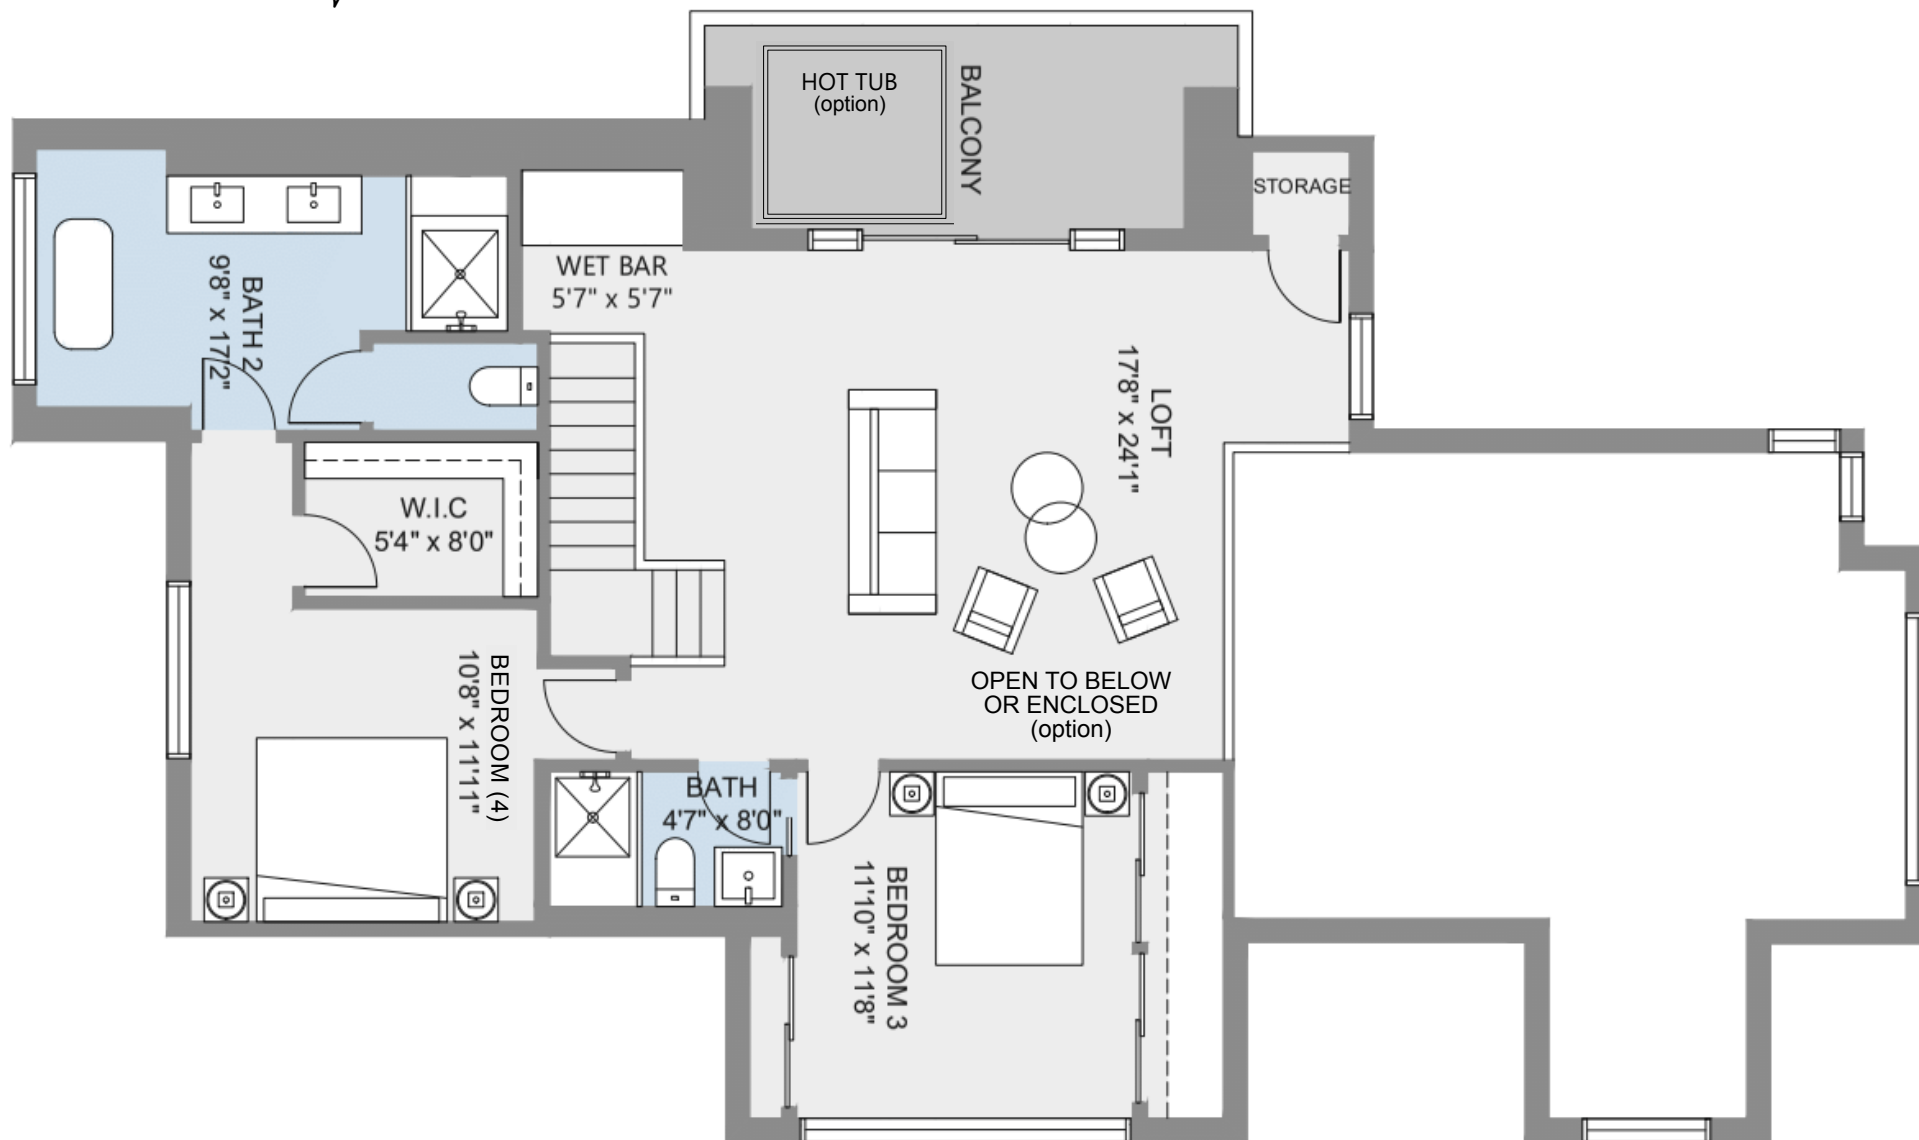 HOT TUB
(option)
BALCONY
STORAGE
WET BAR
5'7" x 5'7"
BATH 2
9'8" x 17'2"
LOFT
17'8" x 24'1"
W.I.C
5'4" x 8'0"
OPEN TO BELOW
OR ENCLOSED
(option)
BEDROOM (4)
10'8" x 11'1"
BATH
4'7" x 8'0"
BEDROOM 3
11'10" x 11'8"